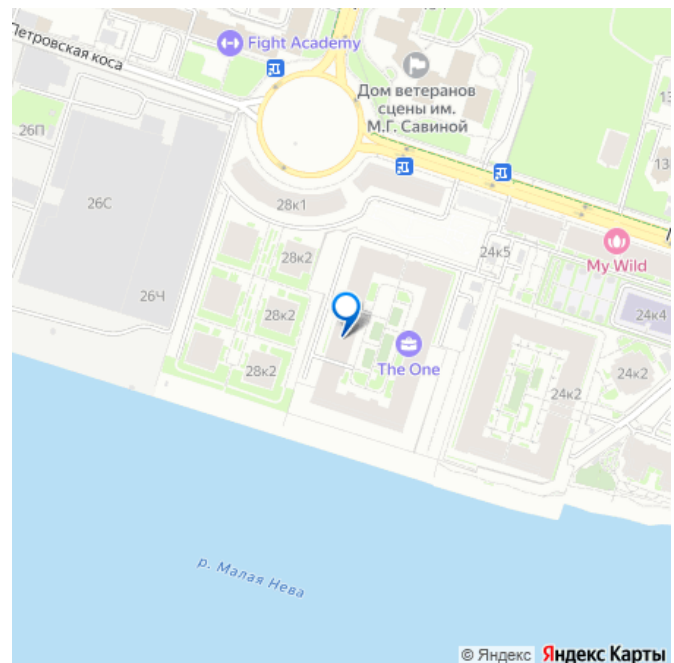 Петровская коса
Fight Academy
Дом ветеранов
сцены им.
М.Г. Савиной
26П
13
26С
28к1
13
My Wild
24к5
28к2
26Ч
28к2
24к4
The One
28к2
24к2
24к2
р. Малая Нева
© Яндекс Яндекс Карты